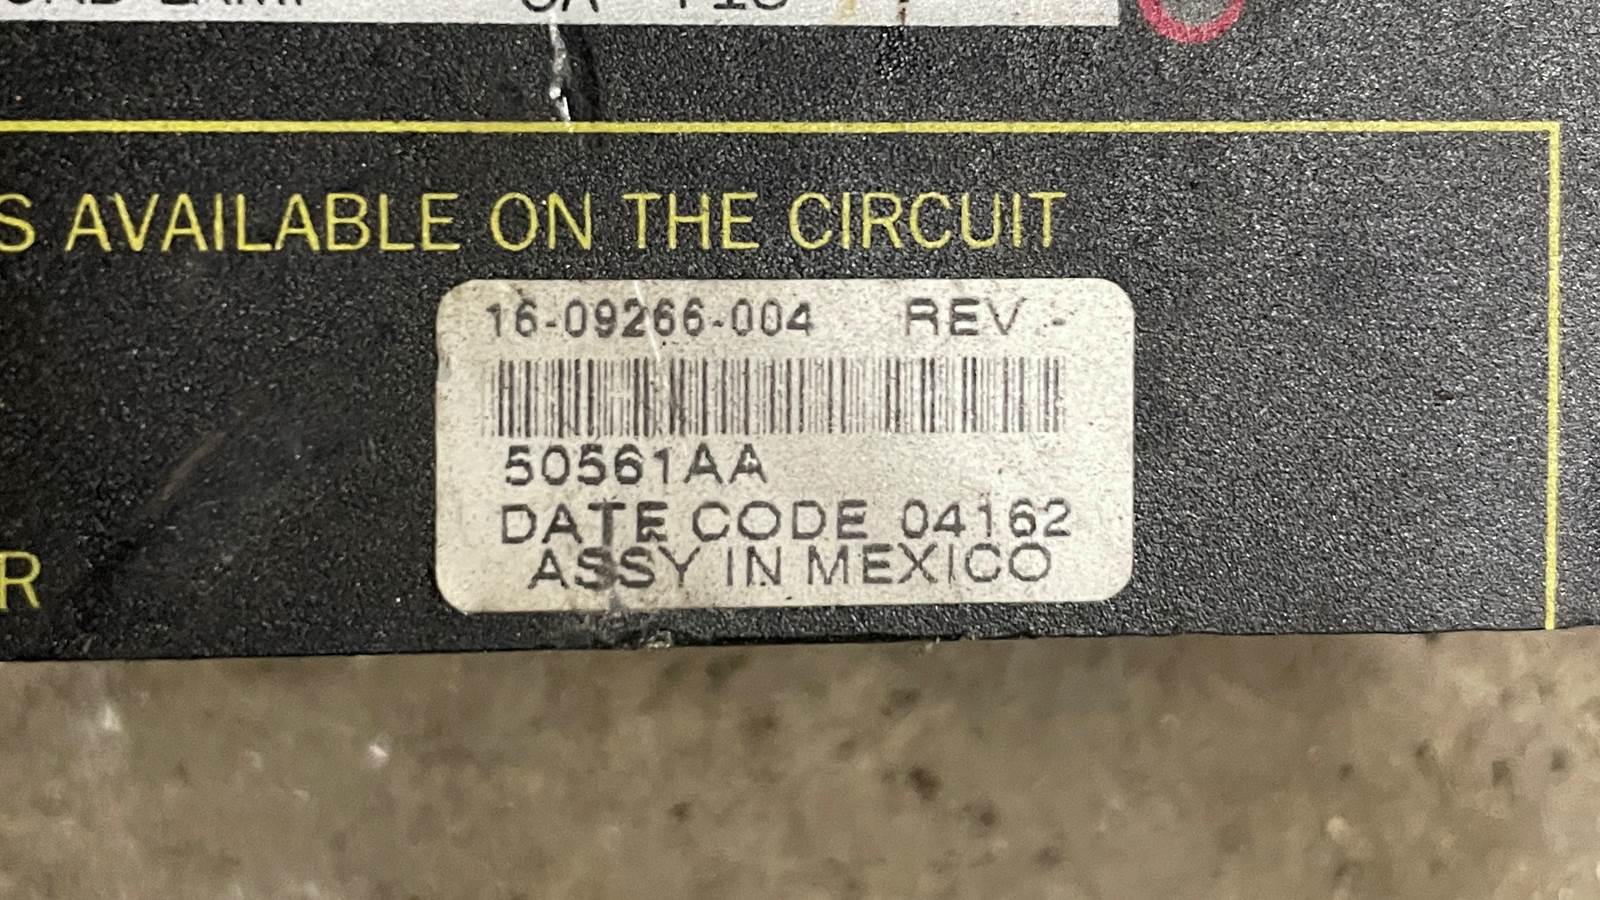 S AVAILABLE ON THE CIRCUIT
16-09266-004 REV -
50561AA
DATE CODE 04162
ASSY IN MEXICO
R